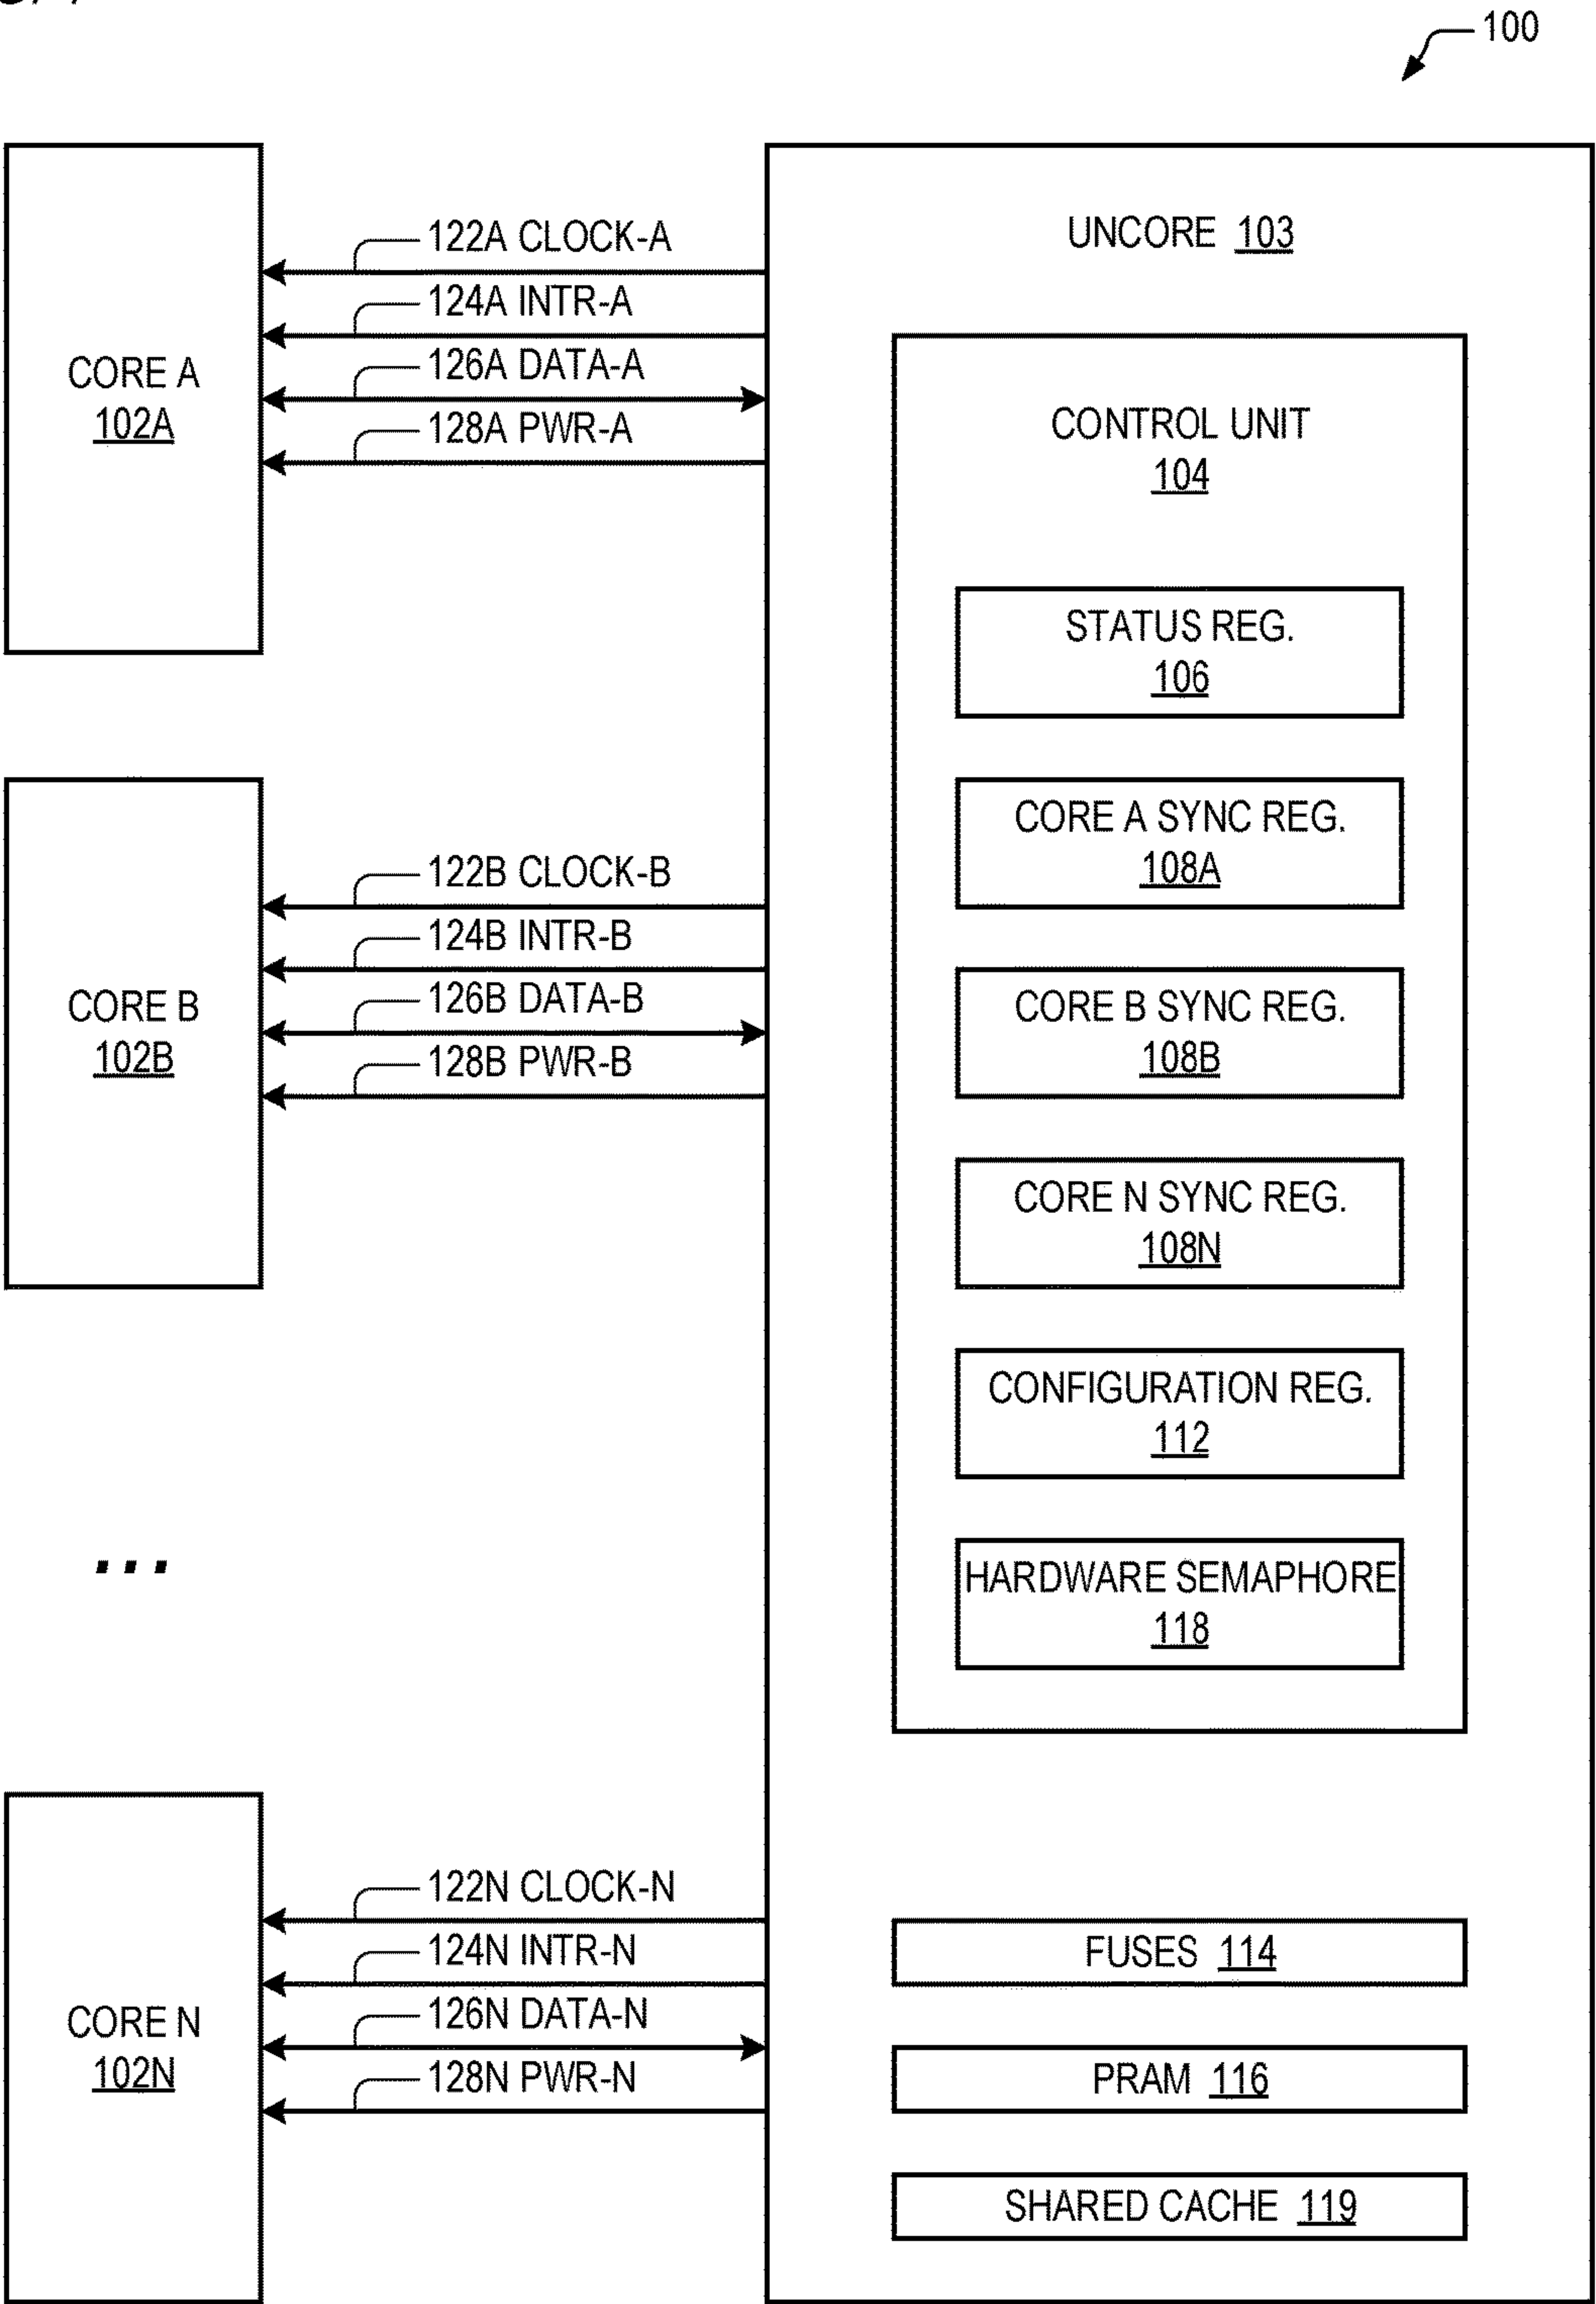 100
UNCORE 103
122A CLOCK-A
124A INTR-A
126A DATA-A
128A PWR-A
CORE A
102A
CONTROL UNIT
104
STATUS REG.
106
CORE A SYNC REG.
108A
122B CLOCK-B
124B INTR-B
126B DATA-B
128B PWR-B
CORE B
102B
CORE B SYNC REG.
108B
CORE N SYNC REG.
108N
CONFIGURATION REG.
112
...
HARDWARE SEMAPHORE
118
122N CLOCK-N
124N INTR-N
126N DATA-N
128N PWR-N
CORE N
102N
FUSES 114
PRAM 116
SHARED CACHE 119